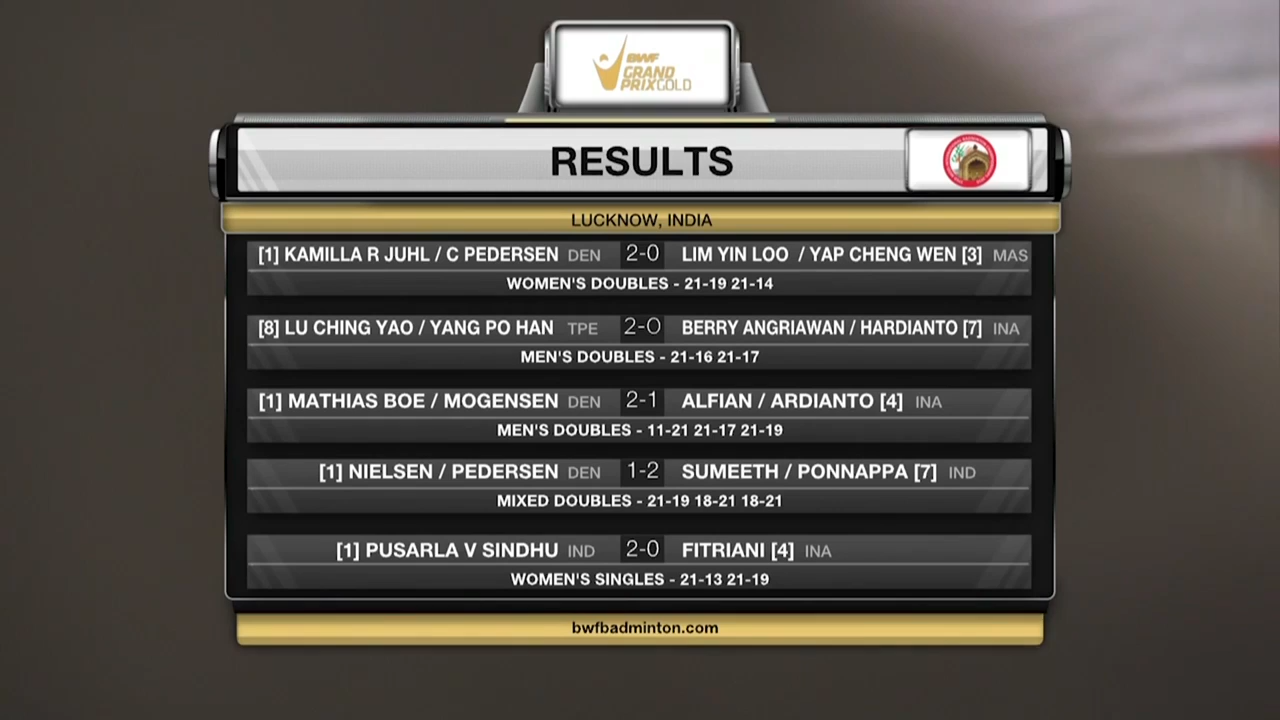 BWF
GRAND
PRIXGOLD
RESULTS
LUCKNOW, INDIA
[1] KAMILLA R JUHL / C PEDERSEN DEN 2-0 LIM YIN LOO / YAP CHENG WEN [3] MAS
WOMEN'S DOUBLES - 21-19 21-14
[8] LU CHING YAO / YANG PO HAN TPE 2-0 BERRY ANGRIAWAN / HARDIANTO [7] INA
MEN'S DOUBLES - 21-16 21-17
[1] MATHIAS BOE / MOGENSEN DEN 2-1 ALFIAN / ARDIANTO [4] INA
MEN'S DOUBLES - 11-21 21-17 21-19
[1] NIELSEN / PEDERSEN DEN 1-2 SUMEETH / PONNAPPA [7] IND
MIXED DOUBLES - 21-19 18-21 18-21
[1] PUSARLA V SINDHU IND 2-0 FITRIANI [4] INA
WOMEN'S SINGLES - 21-13 21-19
bwfbadminton.com